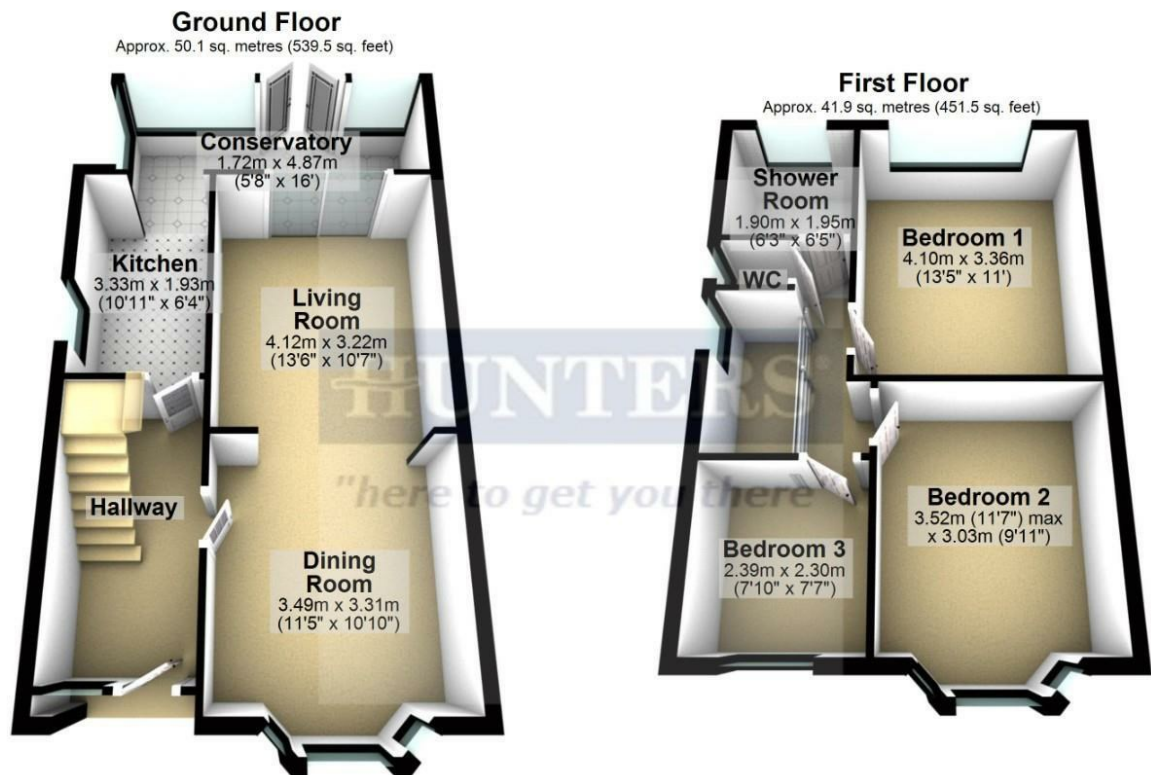 Ground Floor
Approx. 50.1 sq. metres (539.5 sq. feet)
Conservatory
1.72m x 4.87m
(5'8" x 16')
Kitchen
3.33m x 1.93m
(10'11" x 6'4")
Living
Room
4.12m x 3.22m
(13'6" x 10'7")
Hallway
Dining
Room
3.49m x 3.31m
(11'5" x 10'10")
First Floor
Approx. 41.9 sq. metres (451.5 sq. feet)
Shower
Room
1.90m x 1.95m
(6'3" x 6'5")
WC
Bedroom 1
4.10m x 3.36m
(13'5" x 11')
Bedroom 2
3.52m (11'7") max
x 3.03m (9'11")
Bedroom 3
2.39m x 2.30m
(7'10" x 7'7")
HUNTERS®
"here to get you there"